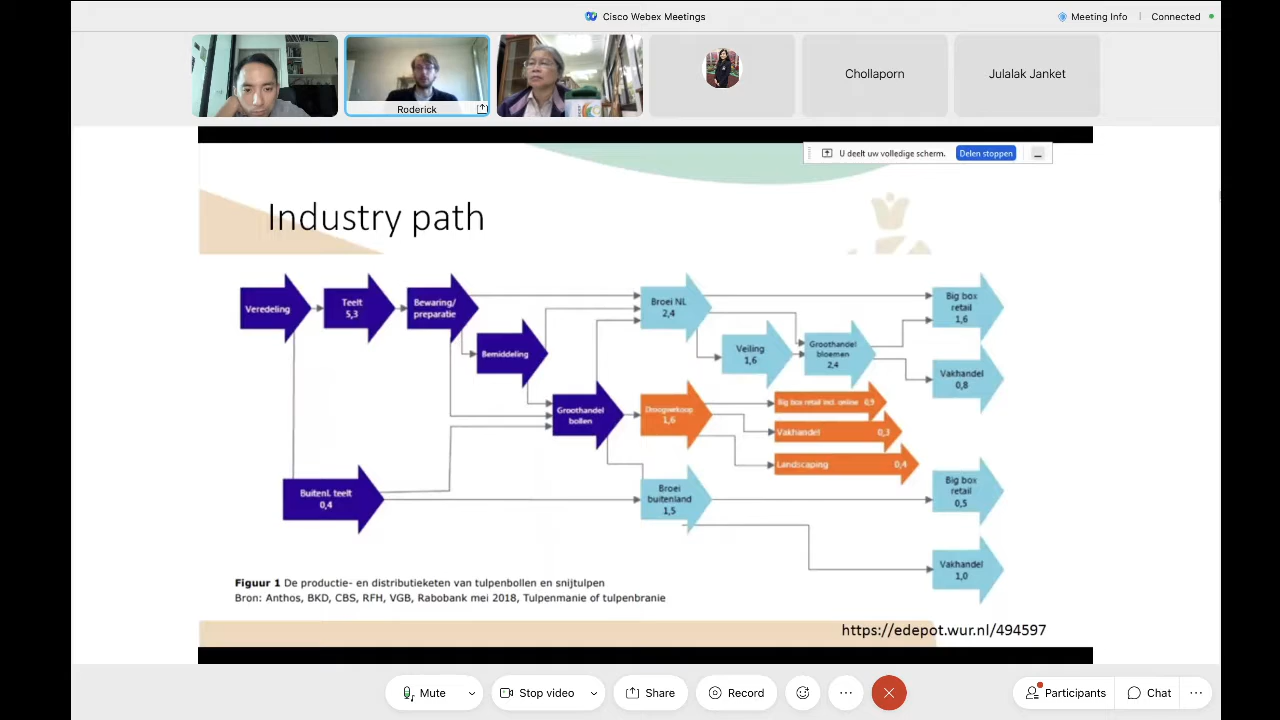 Cisco Webex Meetings
Meeting Info
Connected
Roderick
Chollaporn
Julalak Janket
U deelt uw volledige scherm.
Delen stoppen
Industry path
Veredeling
Teelt
5,3
Bewaring/
preparatie
Bemiddeling
Groothandel
bollen
Buitenl. teelt
0,4
Broei NL
2,4
Veiling
1,6
Groothandel
bloemen
2,4
Big box
retail
1,6
Vakhandel
0,8
Droogverkoop
1,6
Big box retail incl. online 0,9
Vakhandel 0,3
Landscaping 0,4
Broei
buitenland
1,5
Big box
retail
0,5
Vakhandel
1,0
Figuur 1 De productie- en distributieketen van tulpenbollen en snijtulpen
Bron: Anthos, BKD, CBS, RFH, VGB, Rabobank mei 2018, Tulpenmanie of tulpenbranie
https://edepot.wur.nl/494597
Mute
Stop video
Share
Record
Participants
Chat